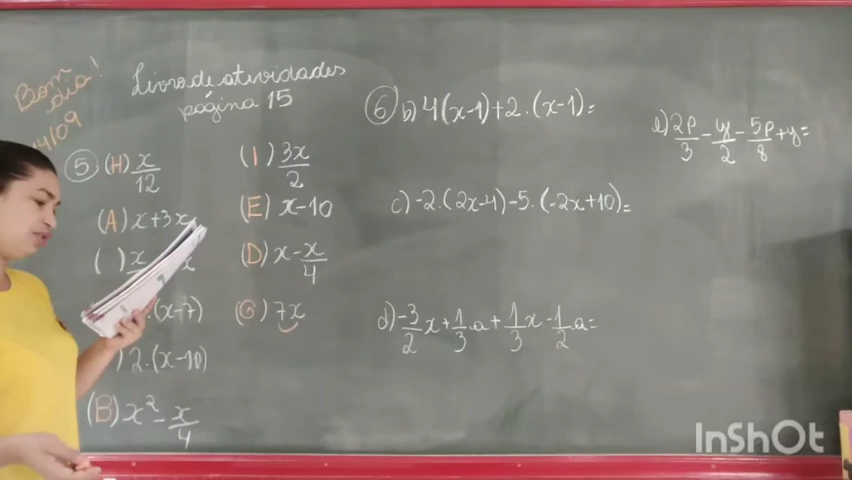 Bom dia!
14/09
Livro de atividades
página 15
5 (H) x/12
(A) x+3x
( ) x
(x-7)
) 2.(x-10)
(B) x² - x/4
(I) 3x/2
(E) x-10
(D) x - x/4
(G) 7x
6 b) 4(x-1)+2.(x-1)=
c) -2.(2x-4)-5.(-2x+10)=
d) -3/2 x + 1/3 .a + 1/3 x - 1/2 .a=
e) 2p/3 - y/2 - 5p/8 + y=
InShOt